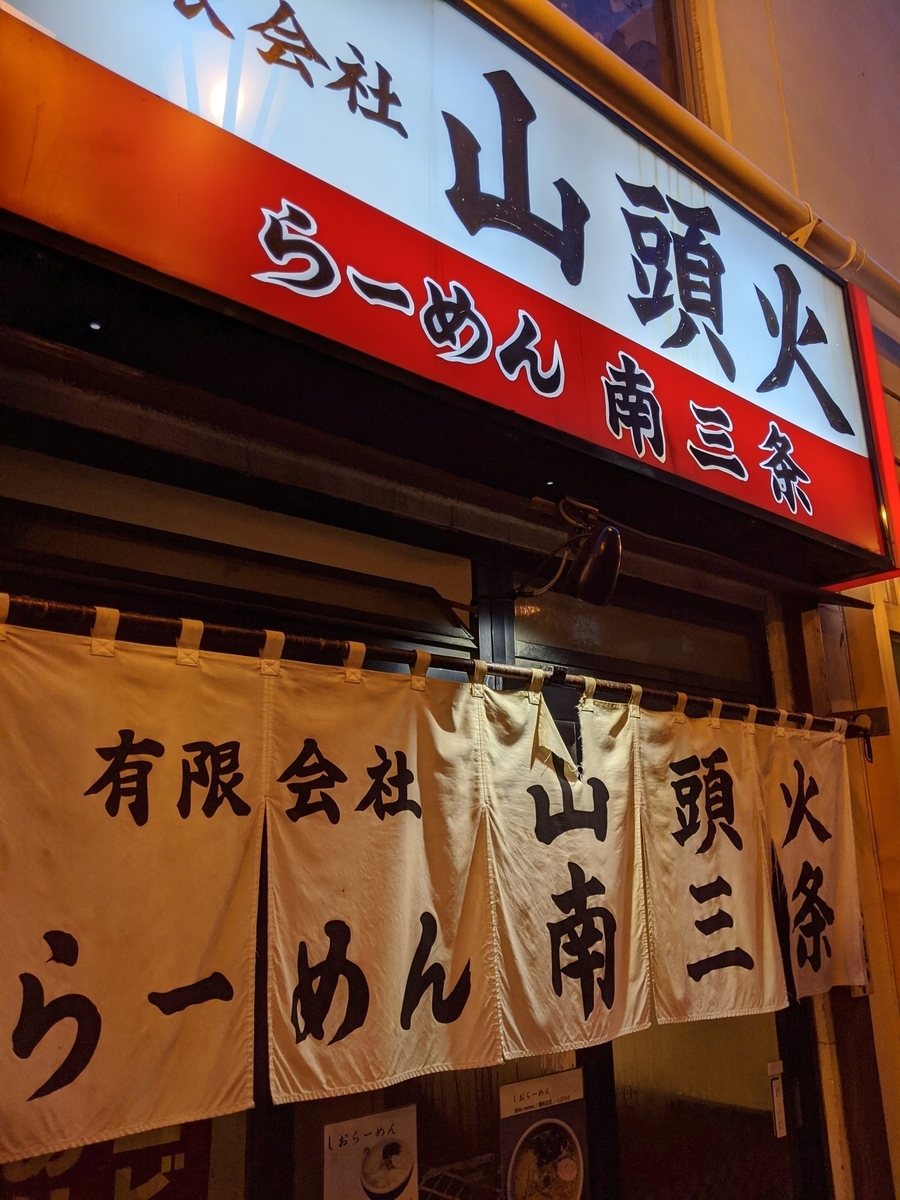 会社 山頭火
らーめん 南三条
有限会社 山頭火
らーめん 南三条
しおらーめん
しおらーめん